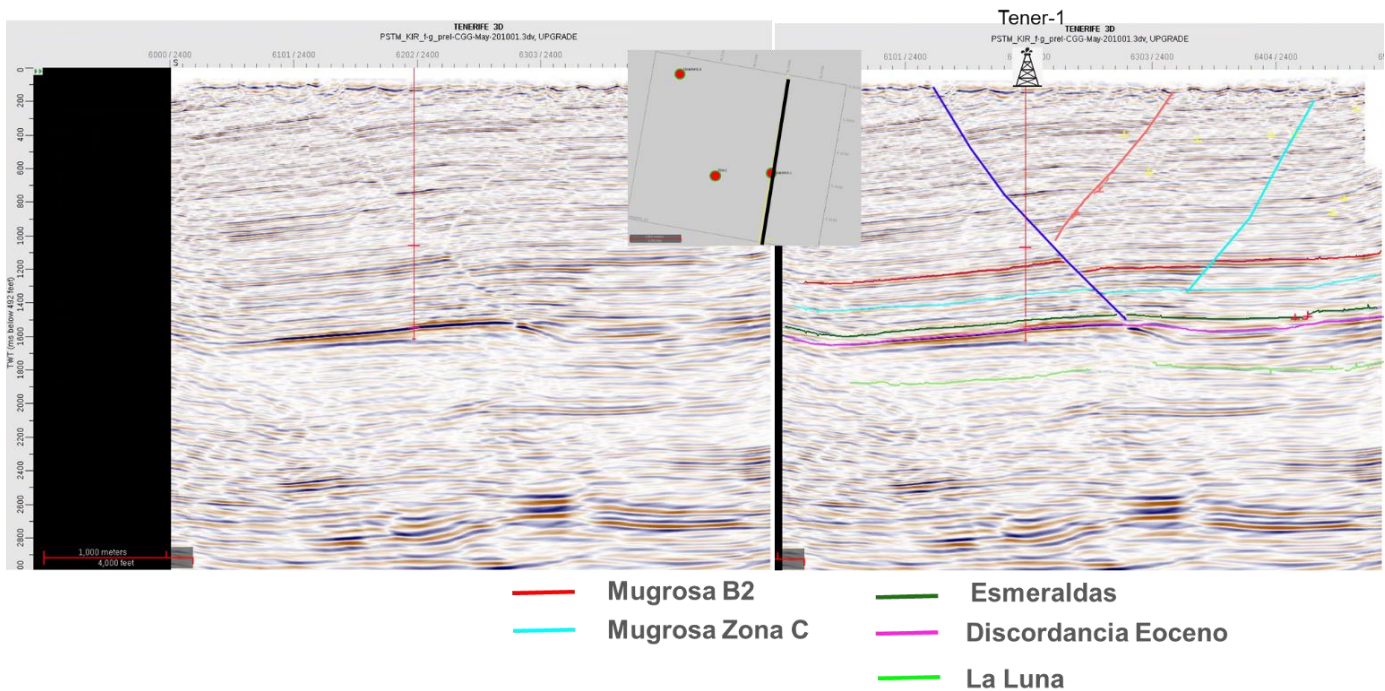 Tener-1
TENERIFE 3D
PSTM_KIR_f-g_prel-CGG-May-201001.3dv, UPGRADE
6000 / 2400 6101 / 2400 6202 / 2400 6303 / 2400
S
TENERIFE 3D
PSTM_KIR_f-g_prel-CGG-May-201001.3dv, UPGRADE
6101 / 2400 6303 / 2400 6404 / 2400
TWT (ms below 492 feet)
0
200
400
600
800
1000
1200
1400
1600
1800
2000
2200
2400
2600
2800
00
1,000 meters
4,000 feet
Mugrosa B2
Mugrosa Zona C
Esmeraldas
Discordancia Eoceno
La Luna